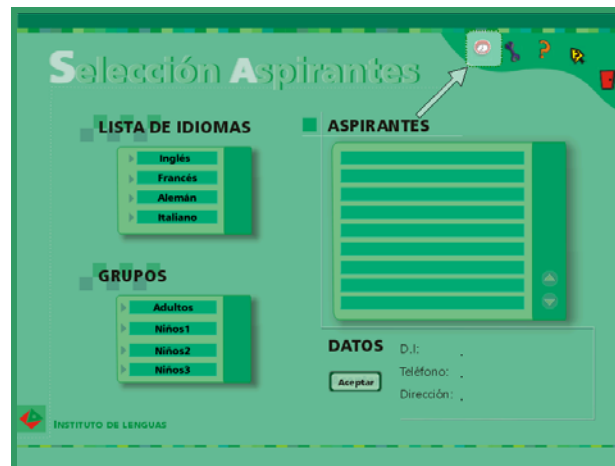 Selección Aspirantes
LISTA DE IDIOMAS
Inglés
Francés
Alemán
Italiano
GRUPOS
Adultos
Niños1
Niños2
Niños3
ASPIRANTES
DATOS
D.I: .
Teléfono: .
Dirección: .
Aceptar
INSTITUTO DE LENGUAS